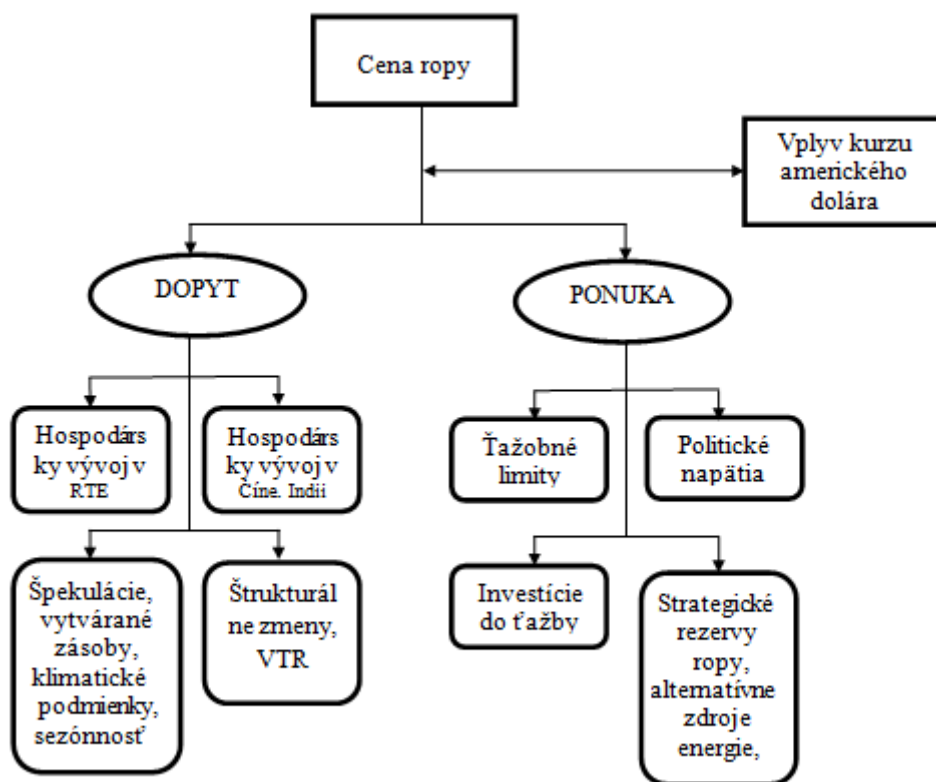 Cena ropy
Vplyv kurzu
amerického
dolára
DOPYT
PONUKA
Hospodárs
ky vývoj v
RTE
Hospodárs
ky vývoj v
Číne. Indii
Ťažobné
limity
Politické
napätia
Špekulácie,
vytvárané
zásoby,
klimatické
podmienky,
sezónnosť
Štrukturál
ne zmeny,
VTR
Investície
do ťažby
Strategické
rezervy
ropy,
alternatívne
zdroje
energie,